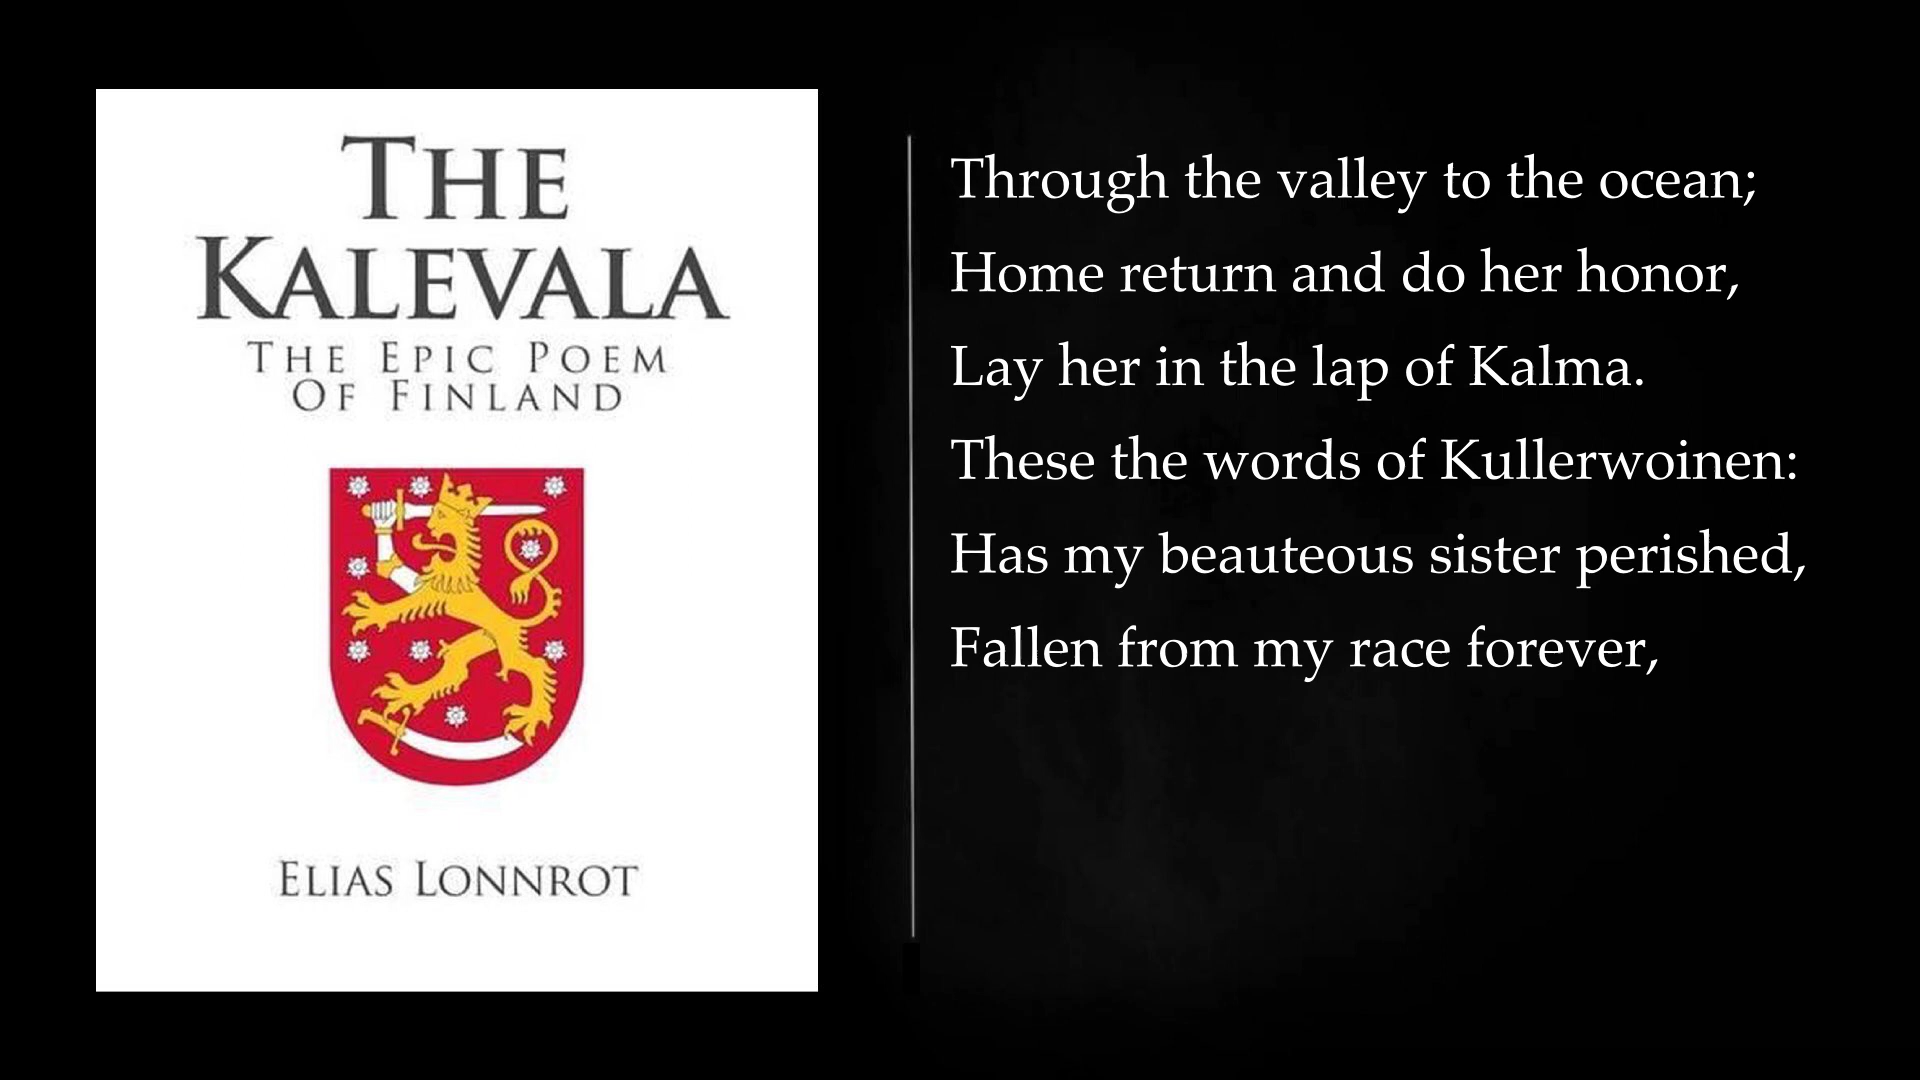 THE
KALEVALA
THE EPIC POEM
OF FINLAND
ELIAS LONNROT
Through the valley to the ocean;
Home return and do her honor,
Lay her in the lap of Kalma.
These the words of Kullerwoinen:
Has my beauteous sister perished,
Fallen from my race forever,